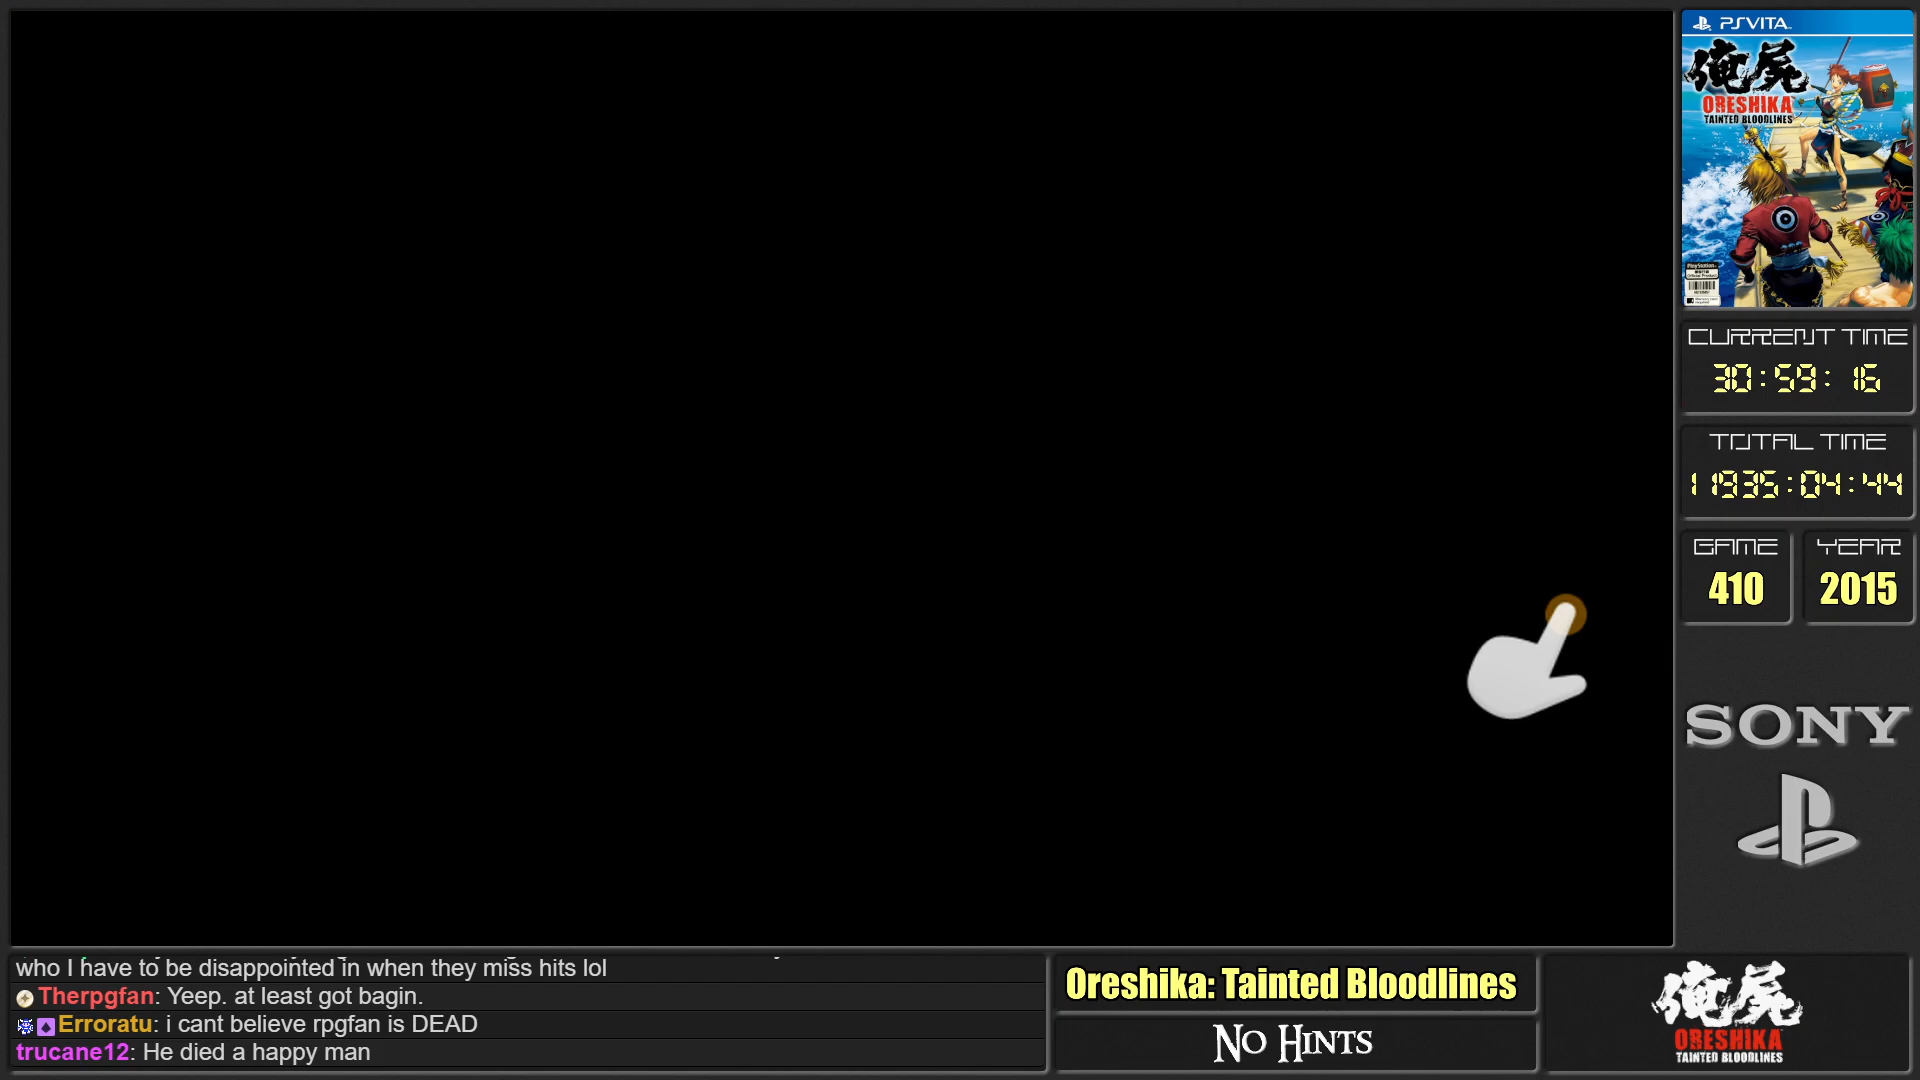 PSVITA
俺屍
ORESHIKA
TAINTED BLOODLINES
CURRENT TIME
30:59:16
TOTAL TIME
11935:04:44
GAME
YEAR
410
2015
SONY
who I have to be disappointed in when they miss hits lol
Therpgfan: Yeep. at least got bagin.
Erroratu: i cant believe rpgfan is DEAD
trucane12: He died a happy man
Oreshika: Tainted Bloodlines
No Hints
俺屍
ORESHIKA
TAINTED BLOODLINES